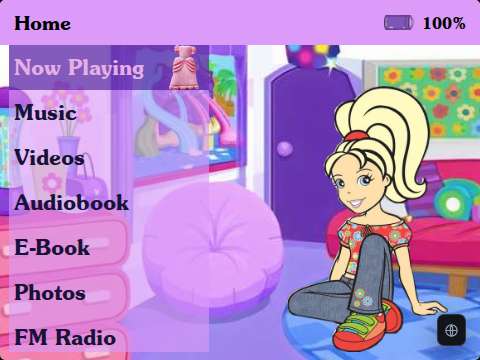 Home
100%
Now Playing
Music
Videos
Audiobook
E-Book
Photos
FM Radio